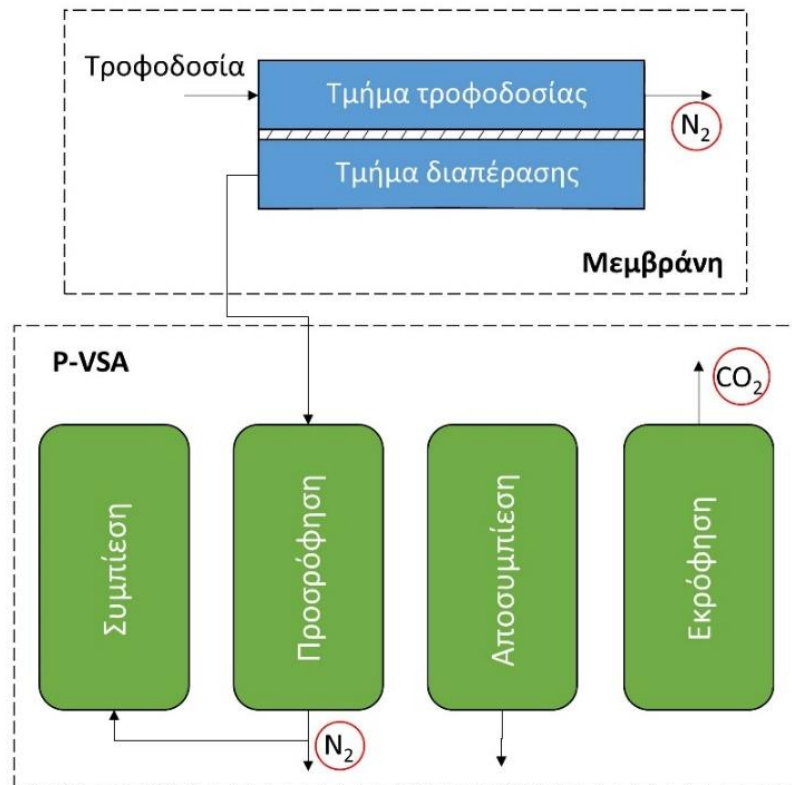 Τροφοδοσία
Τμήμα τροφοδοσίας
N₂
Τμήμα διαπέρασης
Μεμβράνη
P-VSA
CO₂
Συμπίεση
Προσρόφηση
Αποσυμπίεση
Εκρόφηση
N₂